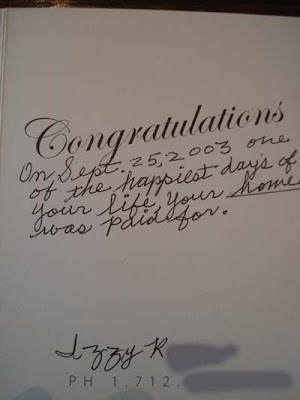 Congratulations
On Sept. 25, 2003 one
of the happiest days of
your life, your home
was paid for.
Izzy R
PH 1.712.